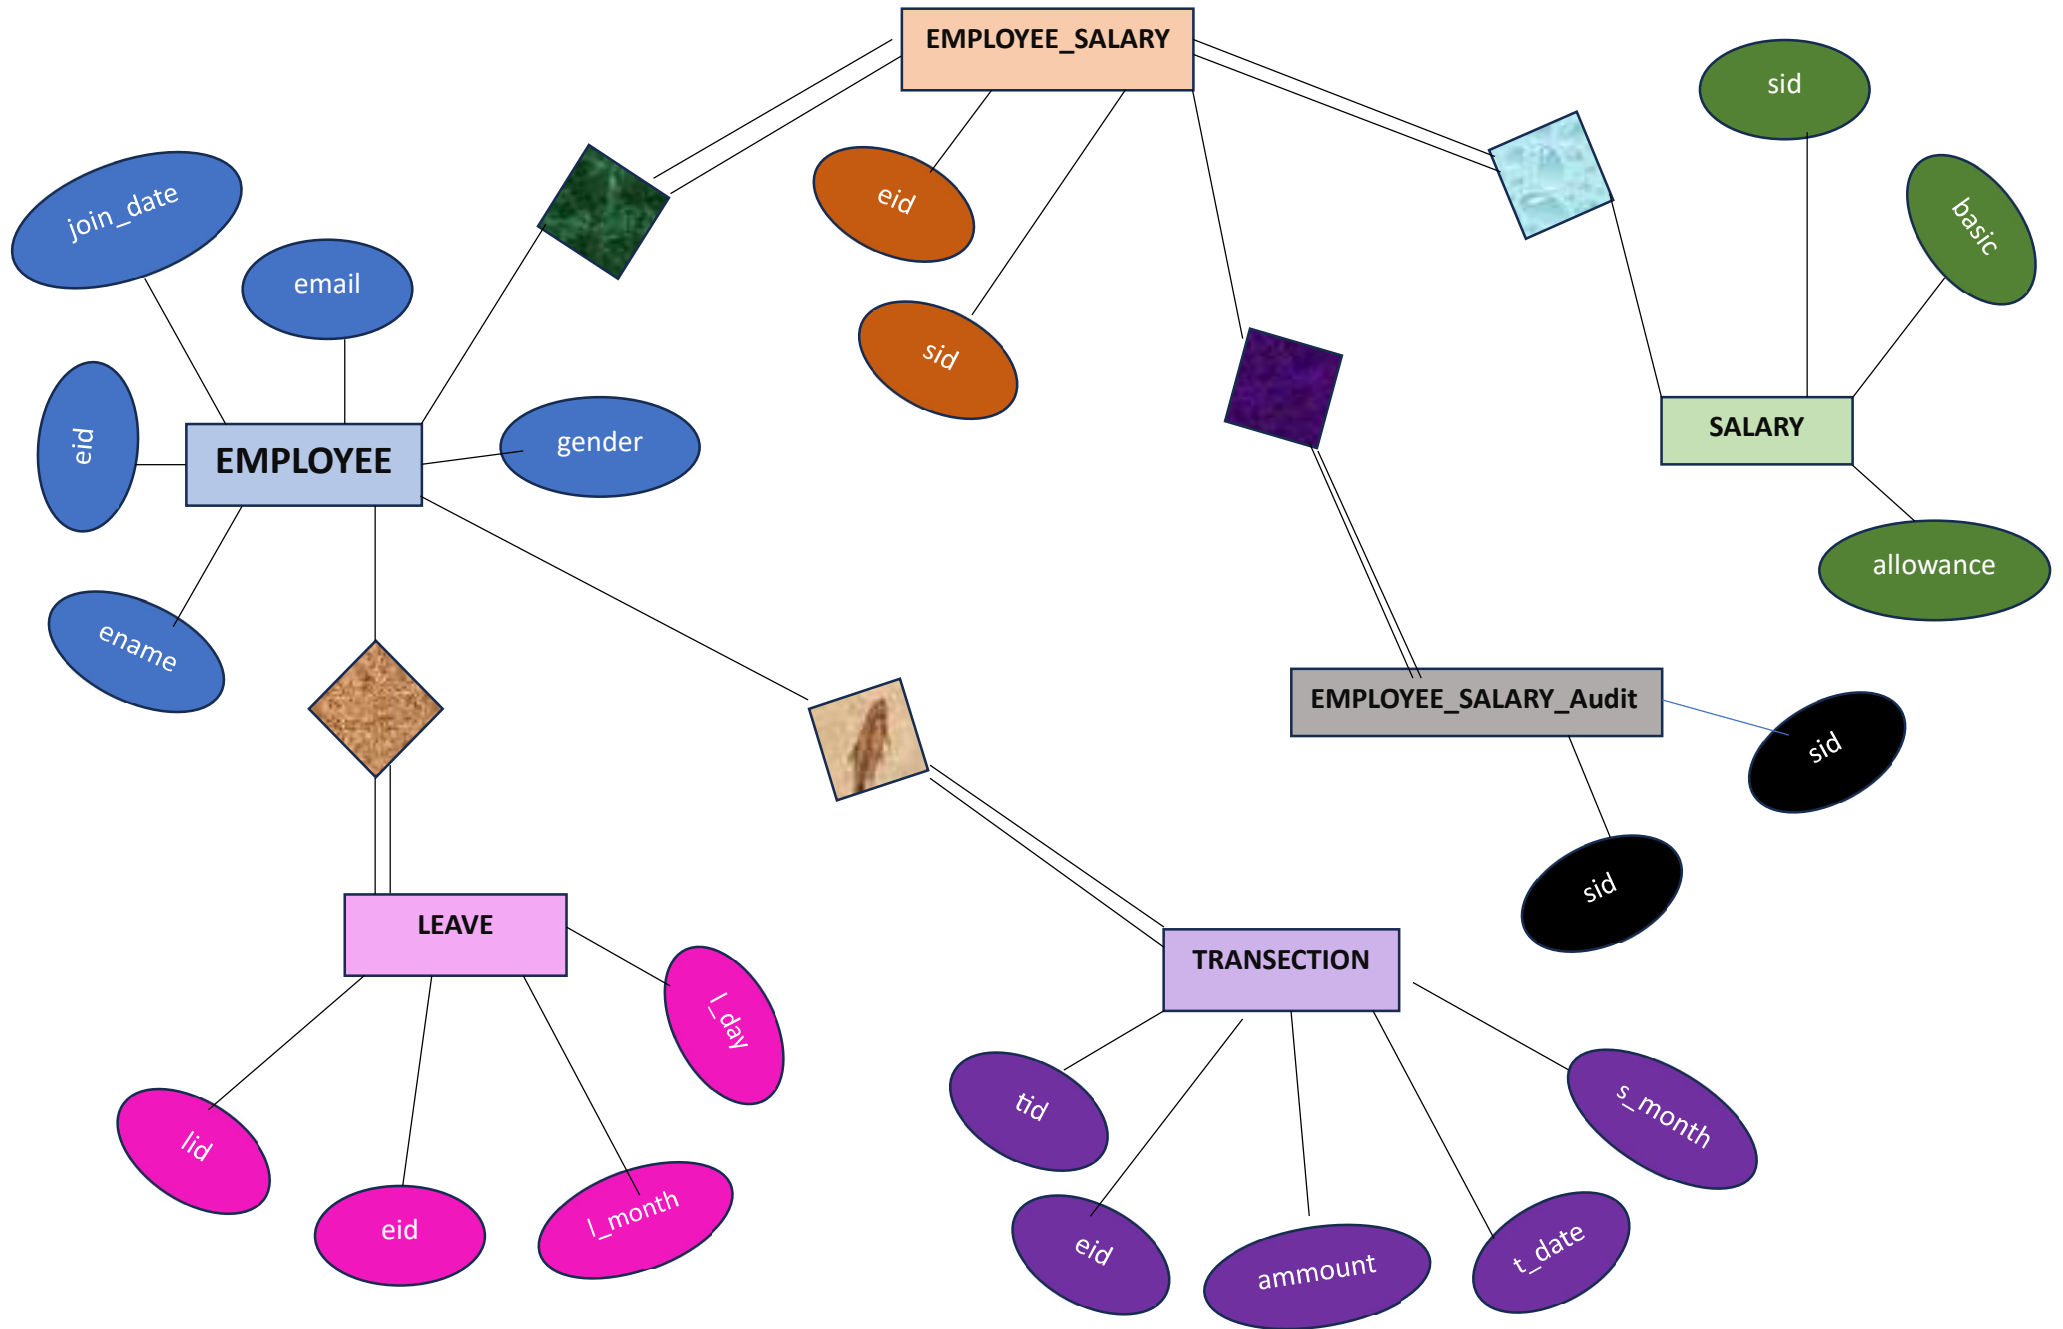 EMPLOYEE_SALARY
sid
eid
join_date
basic
email
sid
eid
EMPLOYEE
gender
SALARY
allowance
ename
EMPLOYEE_SALARY_Audit
sid
sid
LEAVE
TRANSECTION
l_day
tid
s_month
lid
eid
l_month
eid
ammount
t_date